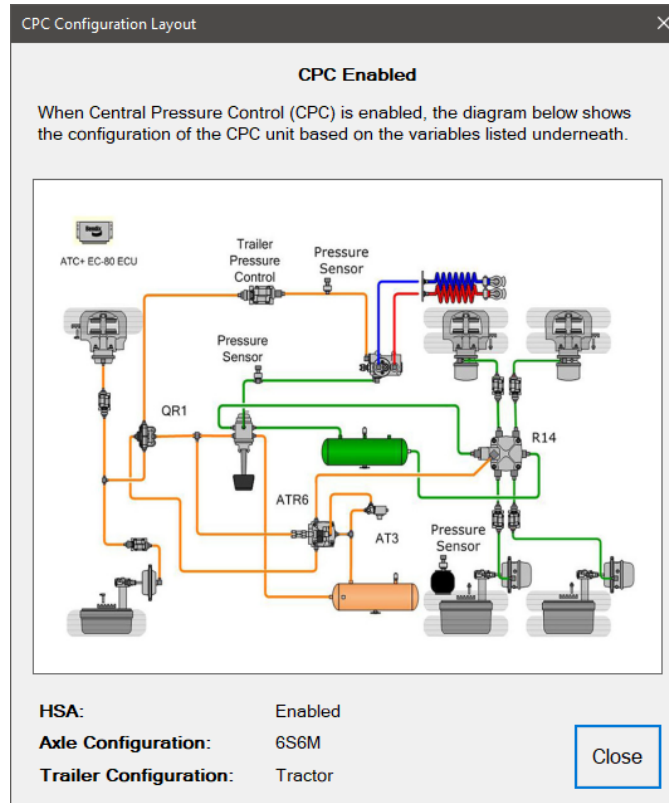 CPC Configuration Layout
CPC Enabled
When Central Pressure Control (CPC) is enabled, the diagram below shows
the configuration of the CPC unit based on the variables listed underneath.
Bendix
ATC+ EC-80 ECU
Trailer
Pressure
Control
Pressure
Sensor
Pressure
Sensor
QR1
R14
ATR6
AT3
Pressure
Sensor
HSA: Enabled
Axle Configuration: 6S6M
Trailer Configuration: Tractor
Close